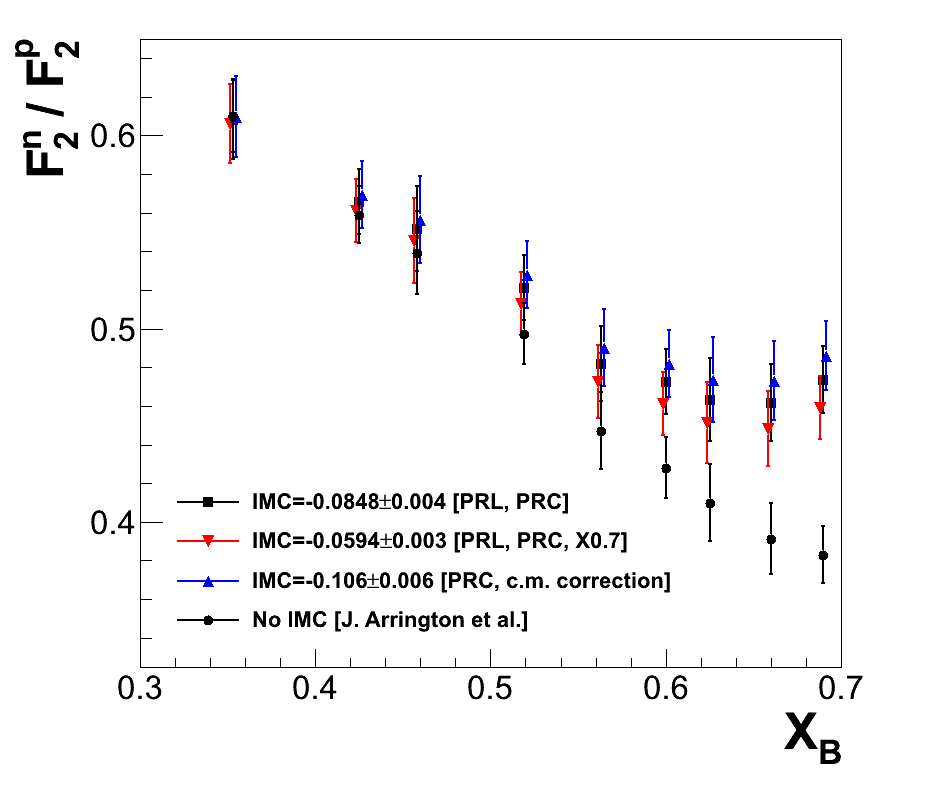 F2n / F2p
0.6
0.5
0.4
IMC=-0.0848±0.004 [PRL, PRC]
IMC=-0.0594±0.003 [PRL, PRC, X0.7]
IMC=-0.106±0.006 [PRC, c.m. correction]
No IMC [J. Arrington et al.]
0.3 0.4 0.5 0.6 0.7
XB